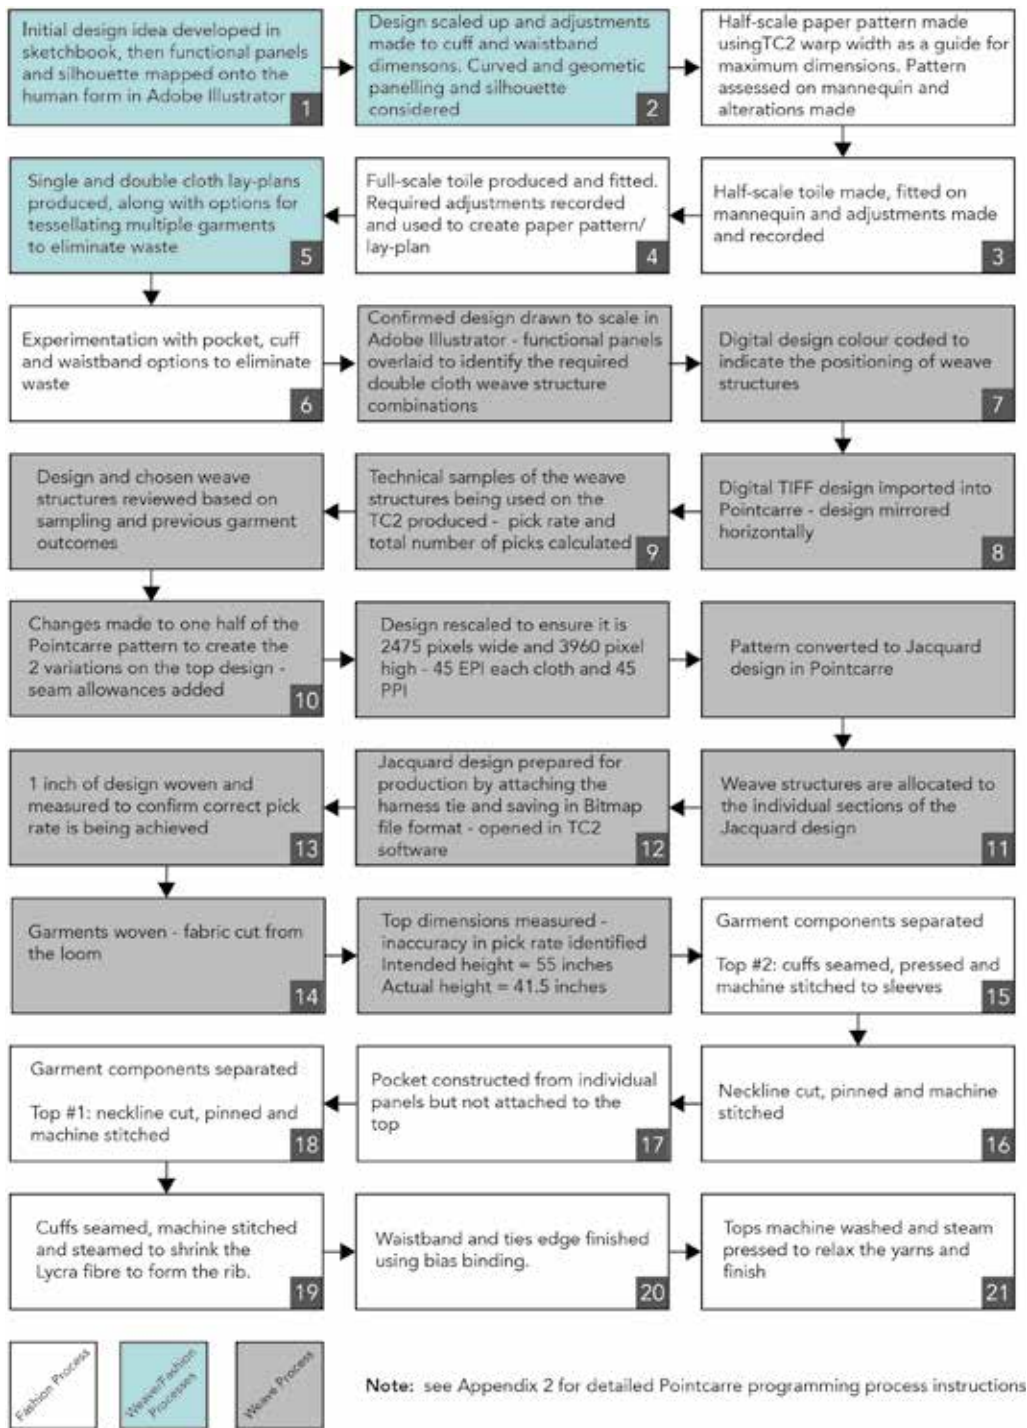 Initial design idea developed in
sketchbook, then functional panels
and silhouette mapped onto the
human form in Adobe Illustrator
1
Design scaled up and adjustments
made to cuff and waistband
dimensons. Curved and geometic
panelling and silhouette
considered
2
Half-scale paper pattern made
usingTC2 warp width as a guide for
maximum dimensions. Pattern
assessed on mannequin and
alterations made
Half-scale toile made, fitted on
mannequin and adjustments made
and recorded
3
Full-scale toile produced and fitted.
Required adjustments recorded
and used to create paper pattern/
lay-plan
4
Single and double cloth lay-plans
produced, along with options for
tessellating multiple garments
to eliminate waste
5
Experimentation with pocket, cuff
and waistband options to eliminate
waste
6
Confirmed design drawn to scale in
Adobe Illustrator - functional panels
overlaid to identify the required
double cloth weave structure
combinations
Digital design colour coded to
indicate the positioning of weave
structures
7
Digital TIFF design imported into
Pointcarre - design mirrored
horizontally
8
Technical samples of the weave
structures being used on the
TC2 produced - pick rate and
total number of picks calculated
9
Design and chosen weave
structures reviewed based on
sampling and previous garment
outcomes
Changes made to one half of the
Pointcarre pattern to create the
2 variations on the top design -
seam allowances added
10
Design rescaled to ensure it is
2475 pixels wide and 3960 pixel
high - 45 EPI each cloth and 45
PPI
Pattern converted to Jacquard
design in Pointcarre
Weave structures are allocated to
the individual sections of the
Jacquard design
11
Jacquard design prepared for
production by attaching the
harness tie and saving in Bitmap
file format - opened in TC2
software
12
1 inch of design woven and
measured to confirm correct pick
rate is being achieved
13
Garments woven - fabric cut from
the loom
14
Top dimensions measured -
inaccuracy in pick rate identified
Intended height = 55 inches
Actual height = 41.5 inches
Garment components separated
Top #2: cuffs seamed, pressed and
machine stitched to sleeves
15
Neckline cut, pinned and machine
stitched
16
Pocket constructed from individual
panels but not attached to the
top
17
Garment components separated
Top #1: neckline cut, pinned and
machine stitched
18
Cuffs seamed, machine stitched
and steamed to shrink the
Lycra fibre to form the rib.
19
Waistband and ties edge finished
using bias binding.
20
Tops machine washed and steam
pressed to relax the yarns and
finish
21
Fashion Process
Weave/Fashion
Processes
Weave Process
Note: see Appendix 2 for detailed Pointcarre programming process instructions